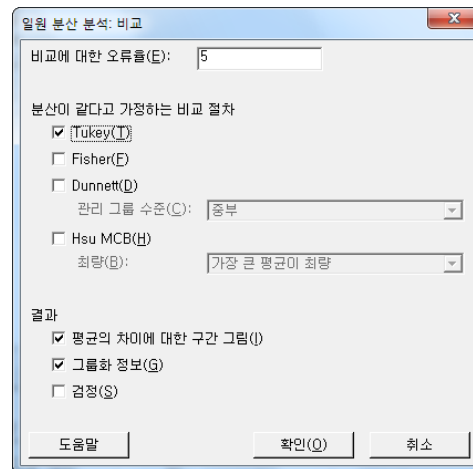 일원 분산 분석: 비교
비교에 대한 오류율(E): 5
분산이 같다고 가정하는 비교 절차
Tukey(T)
Fisher(F)
Dunnett(D)
관리 그룹 수준(C): 중부
Hsu MCB(H)
최량(B): 가장 큰 평균이 최량
결과
평균의 차이에 대한 구간 그림(I)
그룹화 정보(G)
검정(S)
도움말 확인(O) 취소